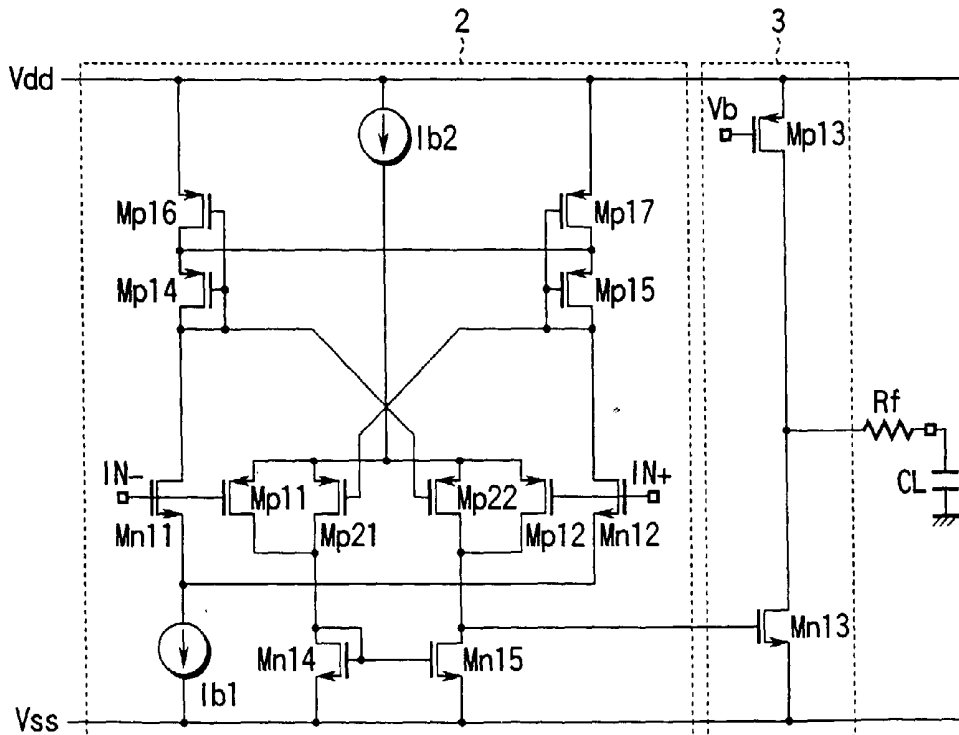 2
3
Vdd
Vb
Ib2
Mp13
Mp16
Mp17
Mp14
Mp15
Rf
IN-
IN+
CL
Mp11
Mp22
Mn11
Mp21
Mp12
Mn12
Mn14
Mn15
Mn13
Ib1
Vss